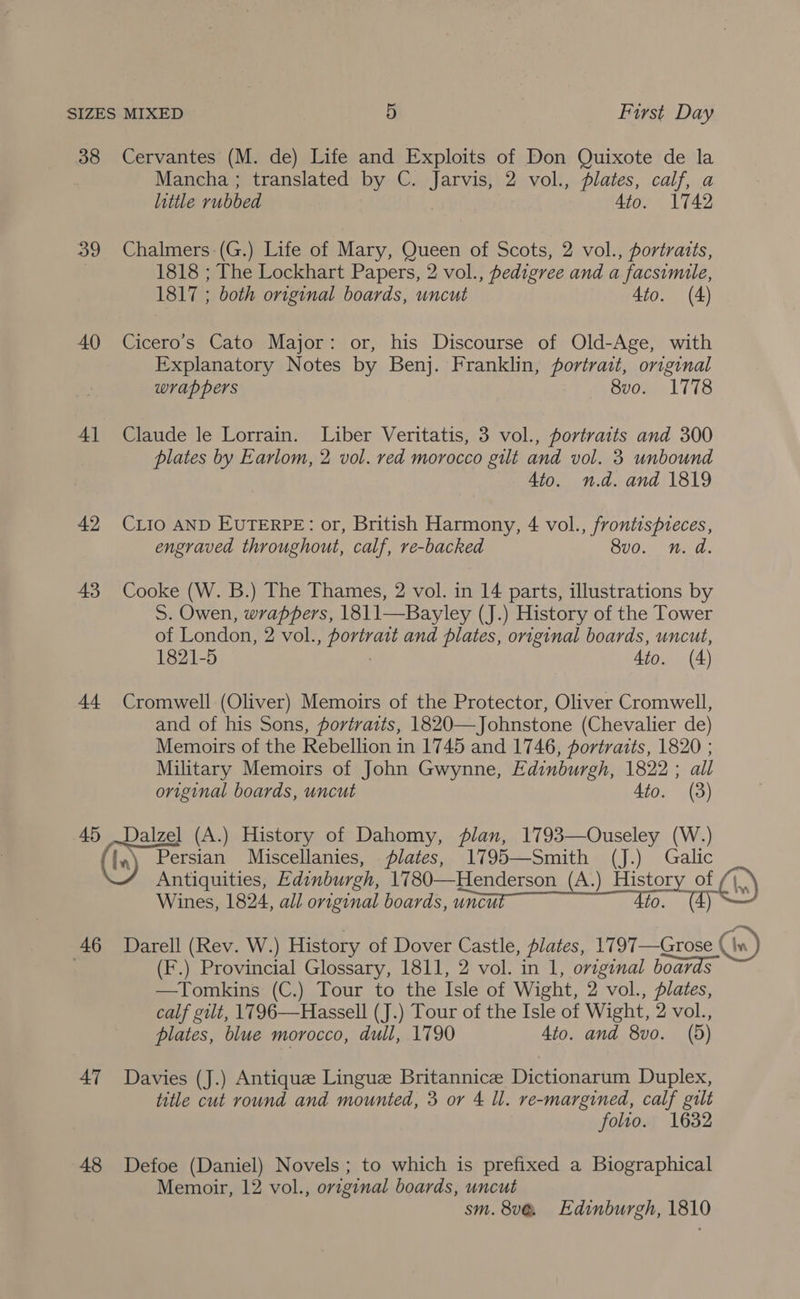 SIZES MIXED 5 First Day
38 Cervantes (M. de) Life and Exploits of Don Quixote de la
Mancha ; translated by C. Jarvis, 2 vol., plates, calf, a
little rubbed 4to. 1742
39 Chalmers (G.) Life of Mary, Queen of Scots, 2 vol., portraits,
1818 ; The Lockhart Papers, 2 vol., pedigree and a facsimile,
1817 ; both original boards, uncut 4to. (4)
40 Cicero's Cato Major : or, his Discourse of Old-Age, with
Explanatory Notes by Benj. Franklin, portrait, original
wrappers 8vo. 1778
41 Claude le Lorrain. Liber Veritatis, 3 vol., portraits and 300
plates by Earlom, 2 vol. red morocco gilt and vol. 3 unbound
4to. n.d. and 1819
42 CLIO AND EUTERPE : or, British Harmony, 4 vol., frontispieces,
engraved throughout, calf, re-backed 8vo. n. d.
43 Cooke (W. B.) The Thames, 2 vol. in 14 parts, illustrations by
S. Owen, wrappers, 1811—Bayley (J.) History of the Tower
of London, 2 vol., portrait and plates, original boards, uncut,
1821-5 4to. (4)
44 Cromwell (Oliver) Memoirs of the Protector, Oliver Cromwell,
and of his Sons, portraits, 1820—Johnstone (Chevalier de)
Memoirs of the Rebellion in 1745 and 1746, portraits, 1820 ;
Military Memoirs of John Gwynne, Edinburgh, 1822 ; all
original boards, uncut 4to. (3)
45 Dalzel (A.) History of Dahomy, plan, 1793—Ouseley (W.)
(In) Persian Miscellanies, plates, 1795—Smith (J.) Galic
Antiquities, Edinburgh, 1780—Henderson (A.) History of (In)
Wines, 1824, all original boards, uncut 4to. (4)
46 Darell (Rev. W.) History of Dover Castle, plates, 1797—Grose (In)
(F.) Provincial Glossary, 1811, 2 vol. in 1, original boards
—Tomkins (C.) Tour to the Isle of Wight, 2 vol., plates,
calf gilt, 1796—Hassell (J.) Tour of the Isle of Wight, 2 vol.,
plates, blue morocco, dull, 1790 4to. and 8vo. (5)
47 Davies (J.) Antiquæ Linguæ Britannicæ Dictionarum Duplex,
title cut round and mounted, 3 or 4 ll. re-margined, calf gilt
folio. 1632
48 Defoe (Daniel) Novels ; to which is prefixed a Biographical
Memoir, 12 vol., original boards, uncut
sm. 8vo. Edinburgh, 1810